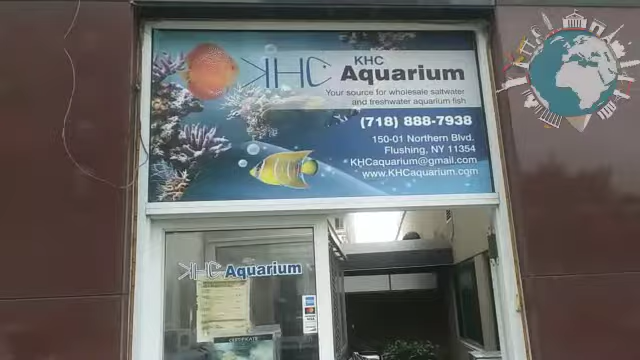 KHC
KHC
Aquarium
Your source for wholesale saltwater
and freshwater aquarium fish
(718) 888-7938
150-01 Northern Blvd.
Flushing, NY 11354
KHCaquarium@gmail.com
www.KHCaquarium.com
KHC Aquarium
CERTIFICATE